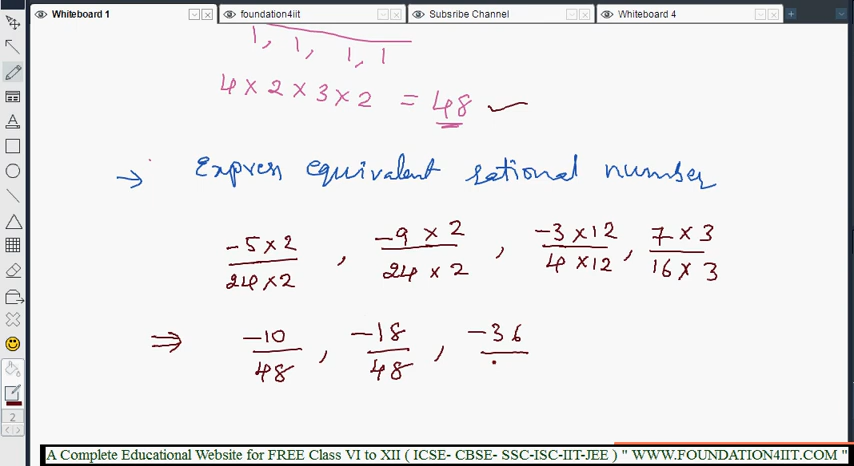 Whiteboard 1 foundation4iit Subsribe Channel Whiteboard 4
1, 1, 1, 1
4 × 2 × 3 × 2 = 48
→ Express equivalent rational number
-5 × 2 / 24 × 2 , -9 × 2 / 24 × 2 , -3 × 12 / 4 × 12 , 7 × 3 / 16 × 3
⇒ -10 / 48 , -18 / 48 , -36
2
A Complete Educational Website for FREE Class VI to XII ( ICSE- CBSE- SSC-ISC-IIT-JEE ) " WWW.FOUNDATION4IIT.COM "